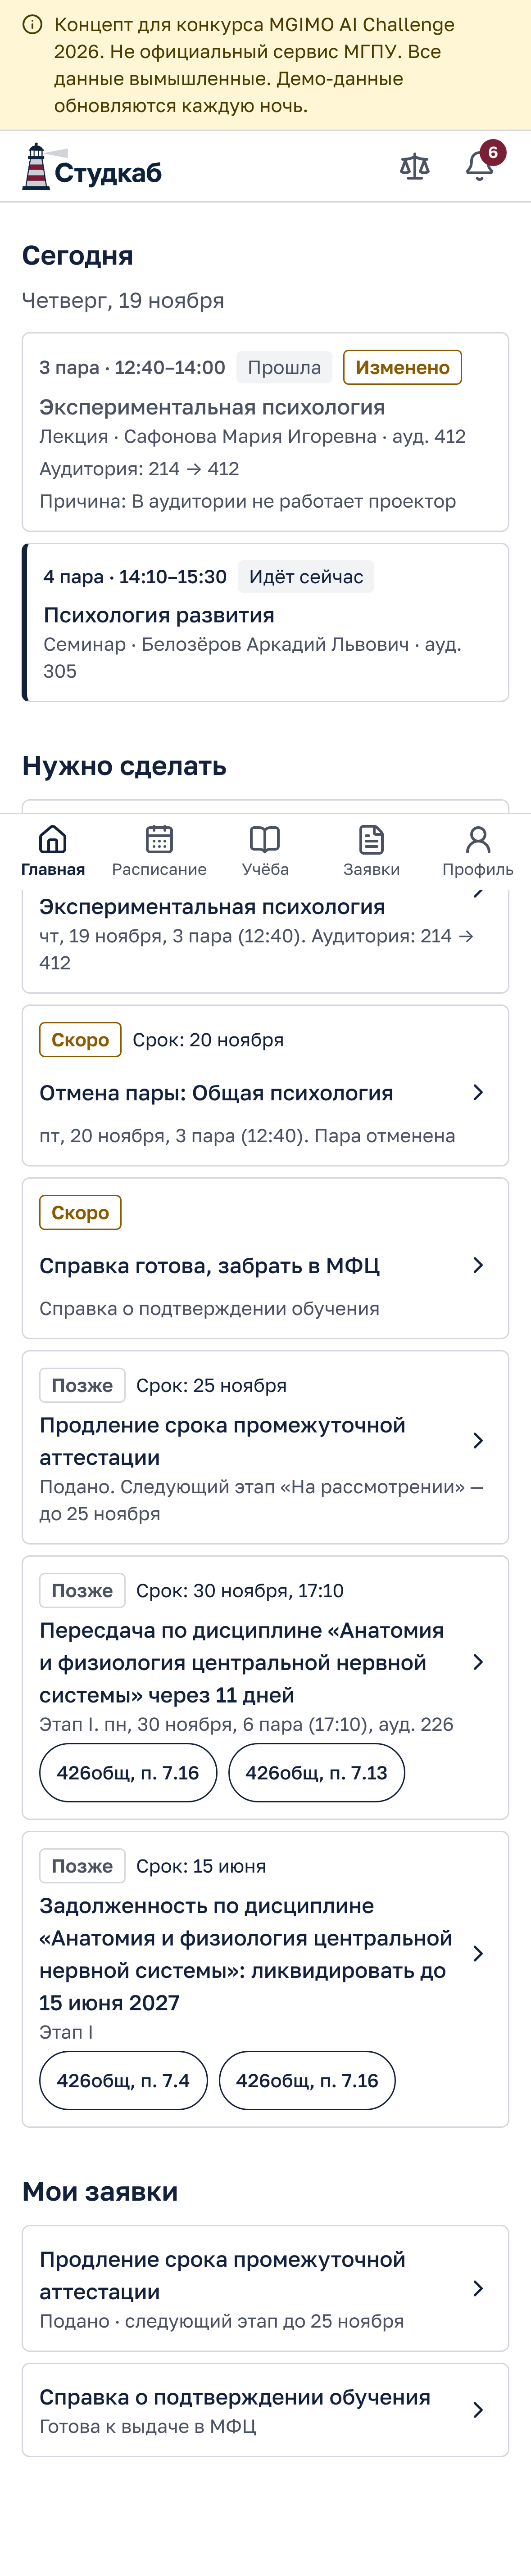 Концепт для конкурса MGIMO AI Challenge
2026. Не официальный сервис МГПУ. Все
данные вымышленные. Демо-данные
обновляются каждую ночь.
Студкаб
6
Сегодня
Четверг, 19 ноября
3 пара · 12:40–14:00 Прошла Изменено
Экспериментальная психология
Лекция · Сафонова Мария Игоревна · ауд. 412
Аудитория: 214 → 412
Причина: В аудитории не работает проектор
4 пара · 14:10–15:30 Идёт сейчас
Психология развития
Семинар · Белозёров Аркадий Львович · ауд.
305
Нужно сделать
Главная Расписание Учёба Заявки Профиль
Экспериментальная психология
чт, 19 ноября, 3 пара (12:40). Аудитория: 214 →
412
Скоро Срок: 20 ноября
Отмена пары: Общая психология
пт, 20 ноября, 3 пара (12:40). Пара отменена
Скоро
Справка готова, забрать в МФЦ
Справка о подтверждении обучения
Позже Срок: 25 ноября
Продление срока промежуточной
аттестации
Подано. Следующий этап «На рассмотрении» —
до 25 ноября
Позже Срок: 30 ноября, 17:10
Пересдача по дисциплине «Анатомия
и физиология центральной нервной
системы» через 11 дней
Этап I. пн, 30 ноября, 6 пара (17:10), ауд. 226
426общ, п. 7.16 426общ, п. 7.13
Позже Срок: 15 июня
Задолженность по дисциплине
«Анатомия и физиология центральной
нервной системы»: ликвидировать до
15 июня 2027
Этап I
426общ, п. 7.4 426общ, п. 7.16
Мои заявки
Продление срока промежуточной
аттестации
Подано · следующий этап до 25 ноября
Справка о подтверждении обучения
Готова к выдаче в МФЦ